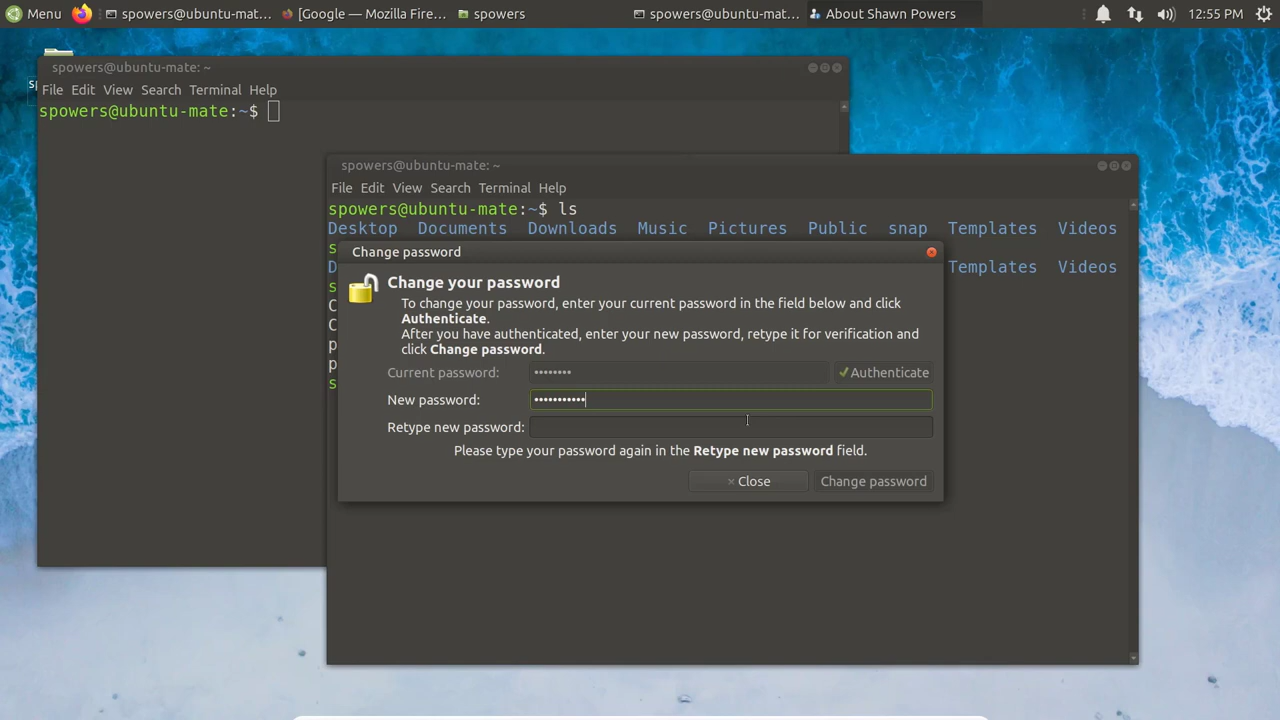 Menu
spowers@ubuntu-mat...
[Google — Mozilla Fire...
spowers
spowers@ubuntu-mat...
About Shawn Powers
12:55 PM
sp
spowers@ubuntu-mate: ~
File Edit View Search Terminal Help
spowers@ubuntu-mate:~$
spowers@ubuntu-mate: ~
File Edit View Search Terminal Help
spowers@ubuntu-mate:~$ ls
Desktop Documents Downloads Music Pictures Public snap Templates Videos
s
D Templates Videos
s
C
C
p
p
s
Change password
Change your password
To change your password, enter your current password in the field below and click
Authenticate.
After you have authenticated, enter your new password, retype it for verification and
click Change password.
Current password: •••••••• Authenticate
New password: •••••••••••
Retype new password:
Please type your password again in the Retype new password field.
Close Change password